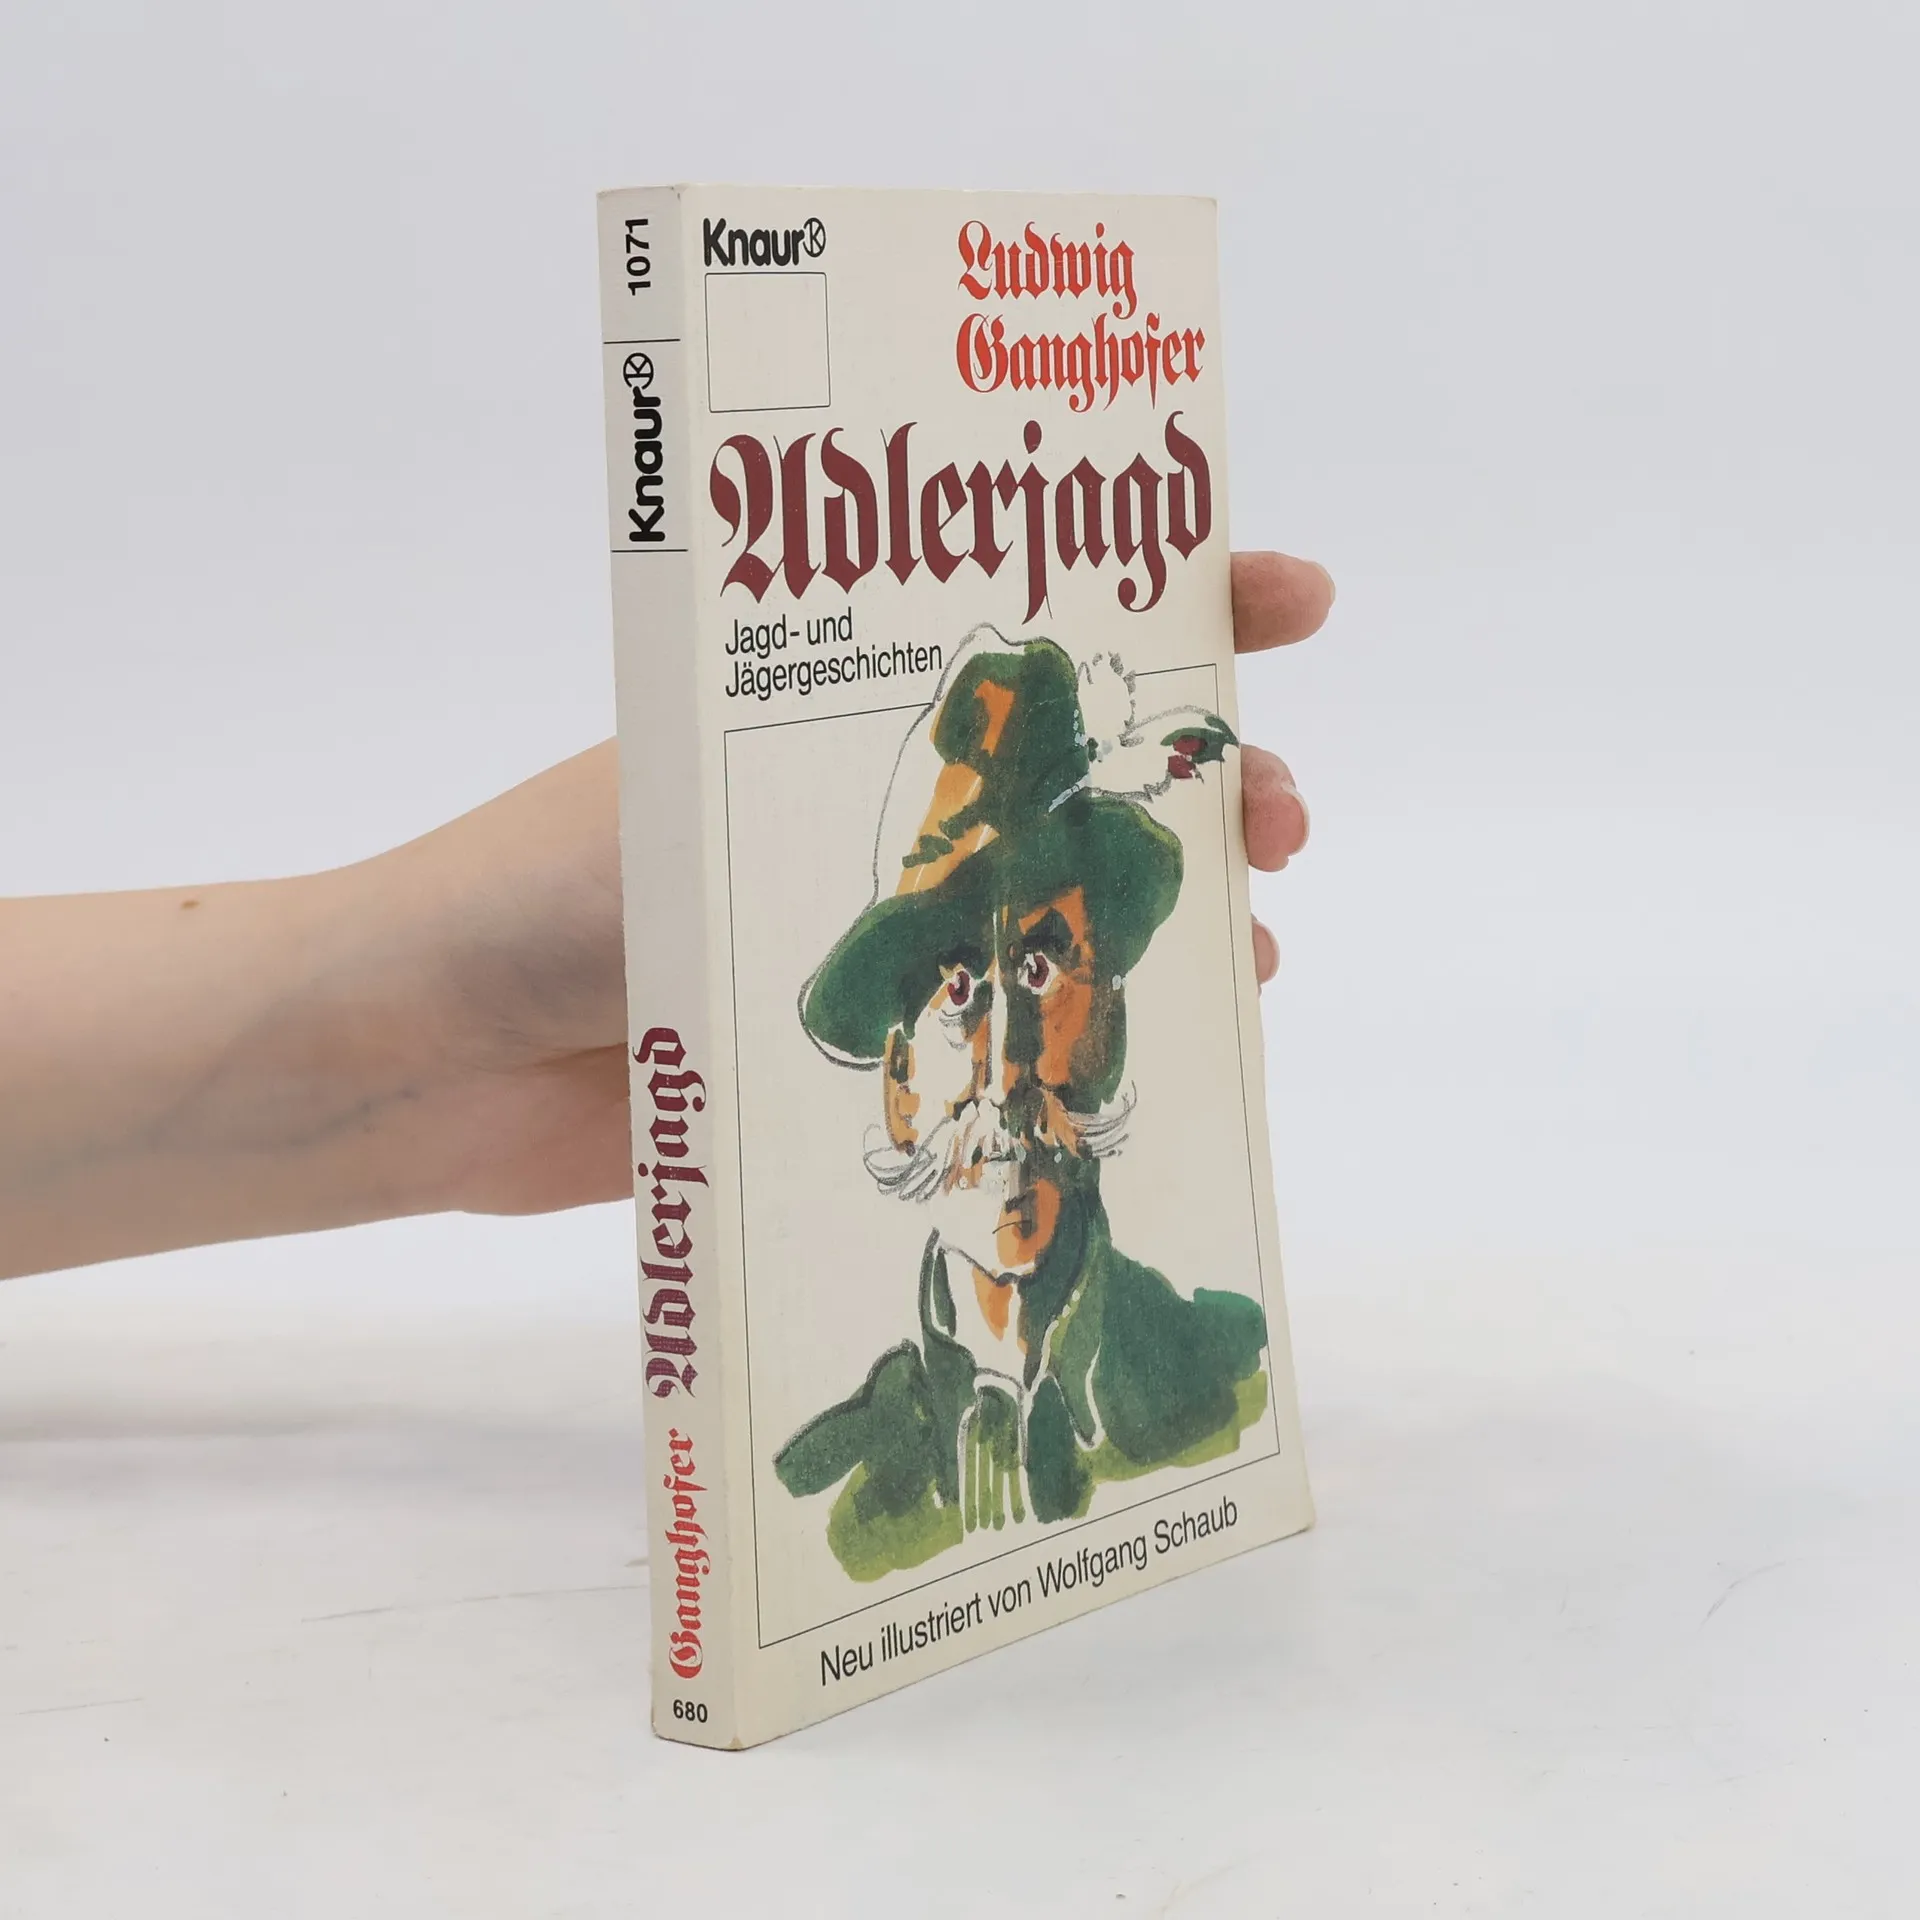 1071
Knaur
Adlerjagd
Ganghofer
680
Knaur
Ludwig
Ganghofer
Adlerjagd
Jagd- und
Jägergeschichten
Neu illustriert von Wolfgang Schaub